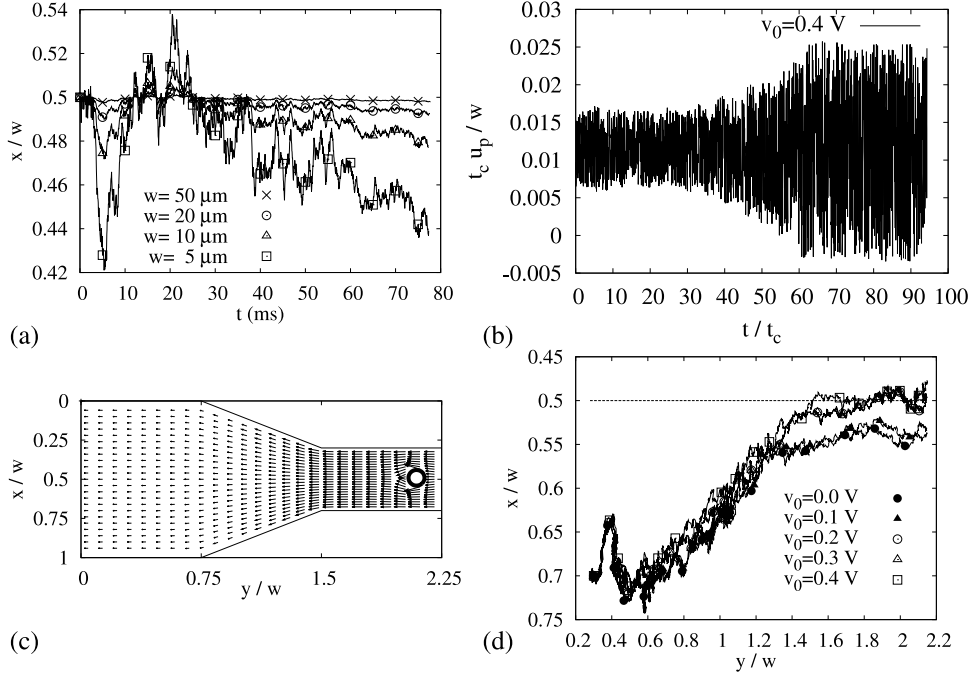 0.54
0.52
0.5
0.48
0.46
0.44
0.42
x / w
w= 50 μm
w= 20 μm
w= 10 μm
w= 5 μm
0 10 20 30 40 50 60 70 80
t (ms)
(a)
0.03
0.025
0.02
0.015
0.01
0.005
0
-0.005
t_c u_p / w
v_0=0.4 V
0 10 20 30 40 50 60 70 80 90 100
t / t_c
(b)
0
0.25
0.5
0.75
1
x / w
0 0.75 1.5 2.25
y / w
(c)
0.45
0.5
0.55
0.6
0.65
0.7
0.75
x / w
v_0=0.0 V
v_0=0.1 V
v_0=0.2 V
v_0=0.3 V
v_0=0.4 V
0.2 0.4 0.6 0.8 1 1.2 1.4 1.6 1.8 2 2.2
y / w
(d)